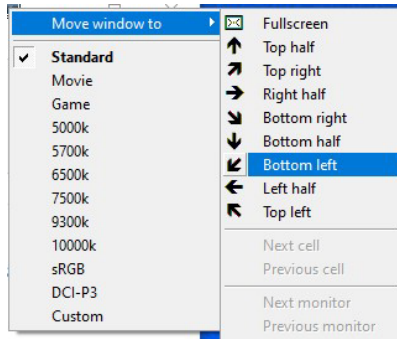 Move window to
Standard
Movie
Game
5000k
5700k
6500k
7500k
9300k
10000k
sRGB
DCI-P3
Custom
Fullscreen
Top half
Top right
Right half
Bottom right
Bottom half
Bottom left
Left half
Top left
Next cell
Previous cell
Next monitor
Previous monitor